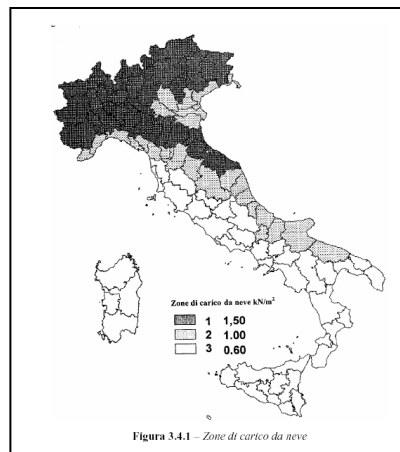 Zone di carico da neve kN/m²
1 1,50
2 1.00
3 0.60
Figura 3.4.1 – Zone di carico da neve